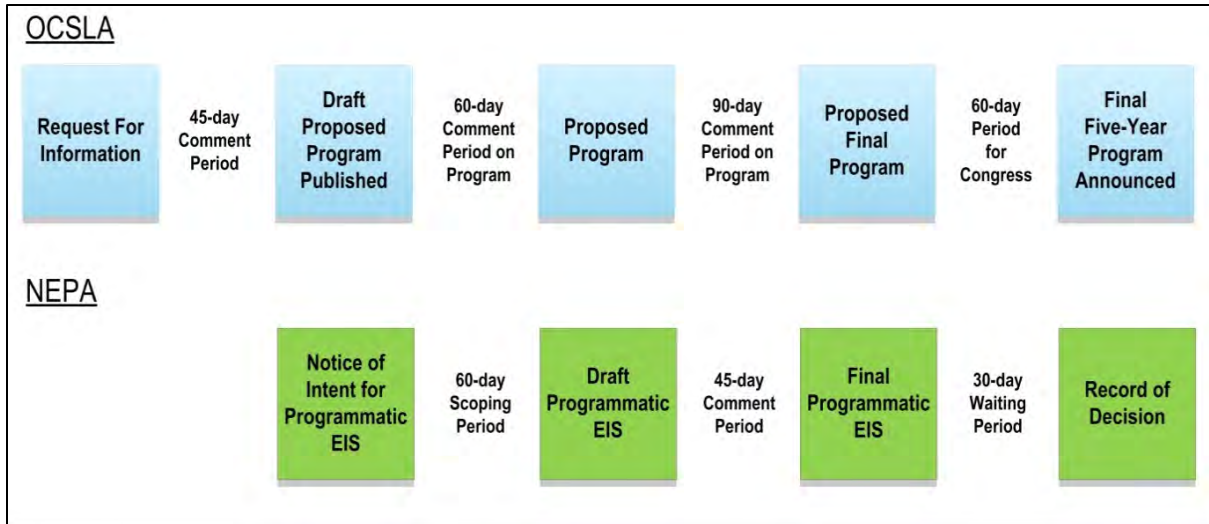 OCSLA
Request For
Information
45-day
Comment
Period
Draft
Proposed
Program
Published
60-day
Comment
Period on
Program
Proposed
Program
90-day
Comment
Period on
Program
Proposed
Final
Program
60-day
Period
for
Congress
Final
Five-Year
Program
Announced
NEPA
Notice of
Intent for
Programmatic
EIS
60-day
Scoping
Period
Draft
Programmatic
EIS
45-day
Comment
Period
Final
Programmatic
EIS
30-day
Waiting
Period
Record of
Decision